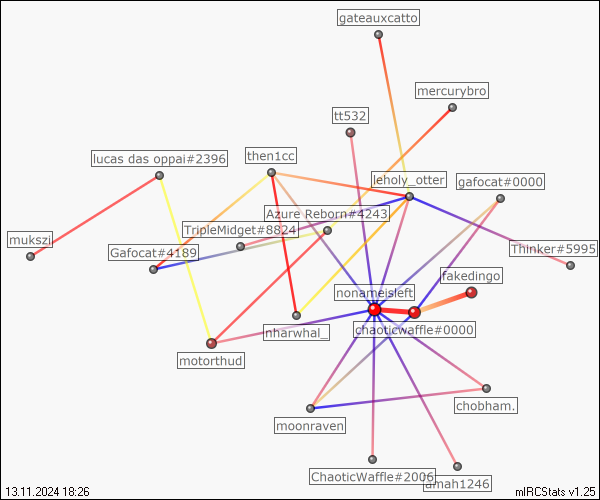 gateauxcatto
mercurybro
tt532
then1cc
lucas das oppai#2396
leholy_otter
gafocat#0000
Azure Reborn#4243
TripleMidget#8824
mukszi
Gafocat#4189
Thinker#5995
fakedingo
nonameisleft
nharwhal_
chaoticwaffle#0000
motorthud
chobham.
moonraven
ChaoticWaffle#2006
amah1246
13.11.2024 18:26
mIRCStats v1.25